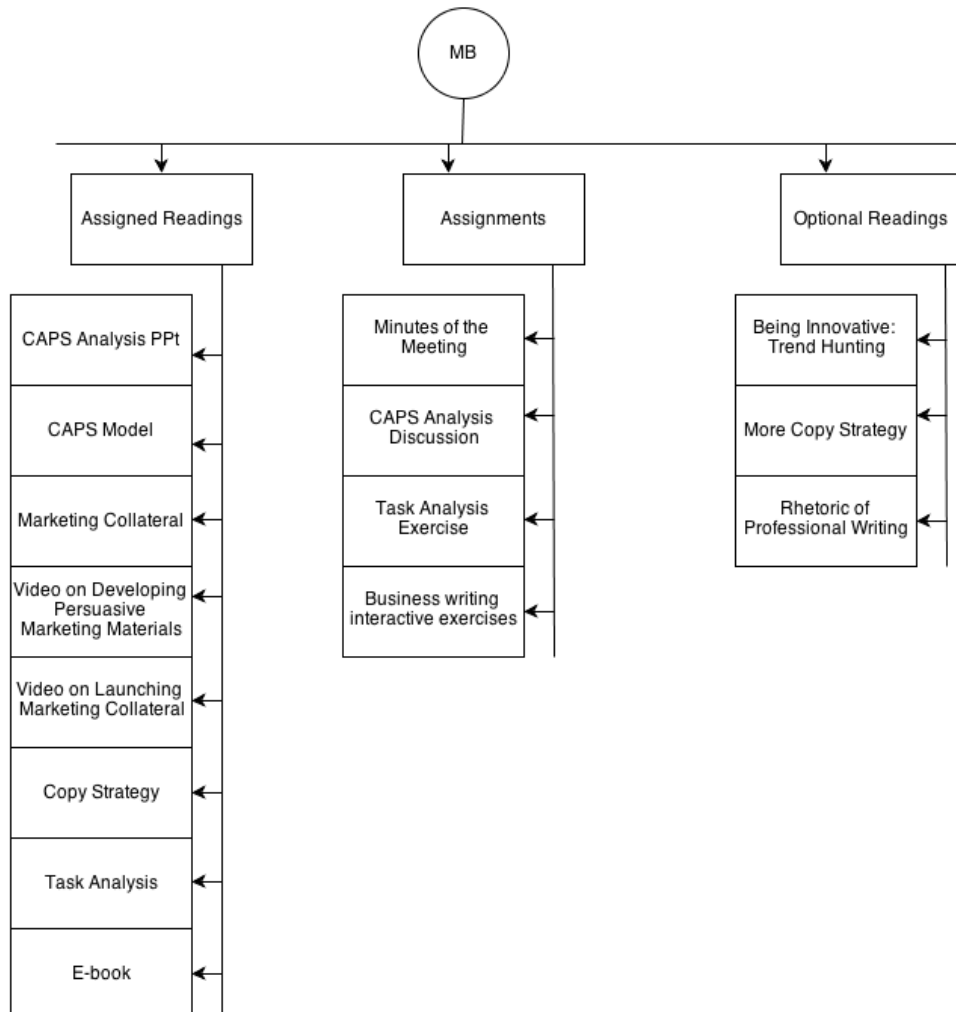 MB
Assigned Readings
Assignments
Optional Readings
CAPS Analysis PPt
CAPS Model
Marketing Collateral
Video on Developing
Persuasive
Marketing Materials
Video on Launching
Marketing Collateral
Copy Strategy
Task Analysis
E-book
Minutes of the
Meeting
CAPS Analysis
Discussion
Task Analysis
Exercise
Business writing
interactive exercises
Being Innovative:
Trend Hunting
More Copy Strategy
Rhetoric of
Professional Writing